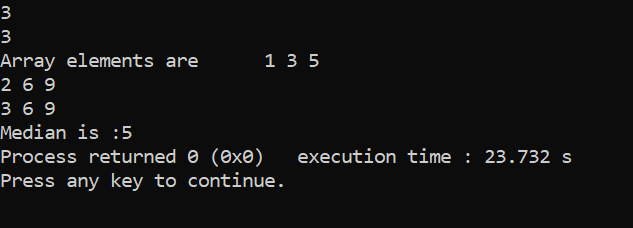 3
3
Array elements are      1 3 5
2 6 9
3 6 9
Median is :5
Process returned 0 (0x0)   execution time : 23.732 s
Press any key to continue.